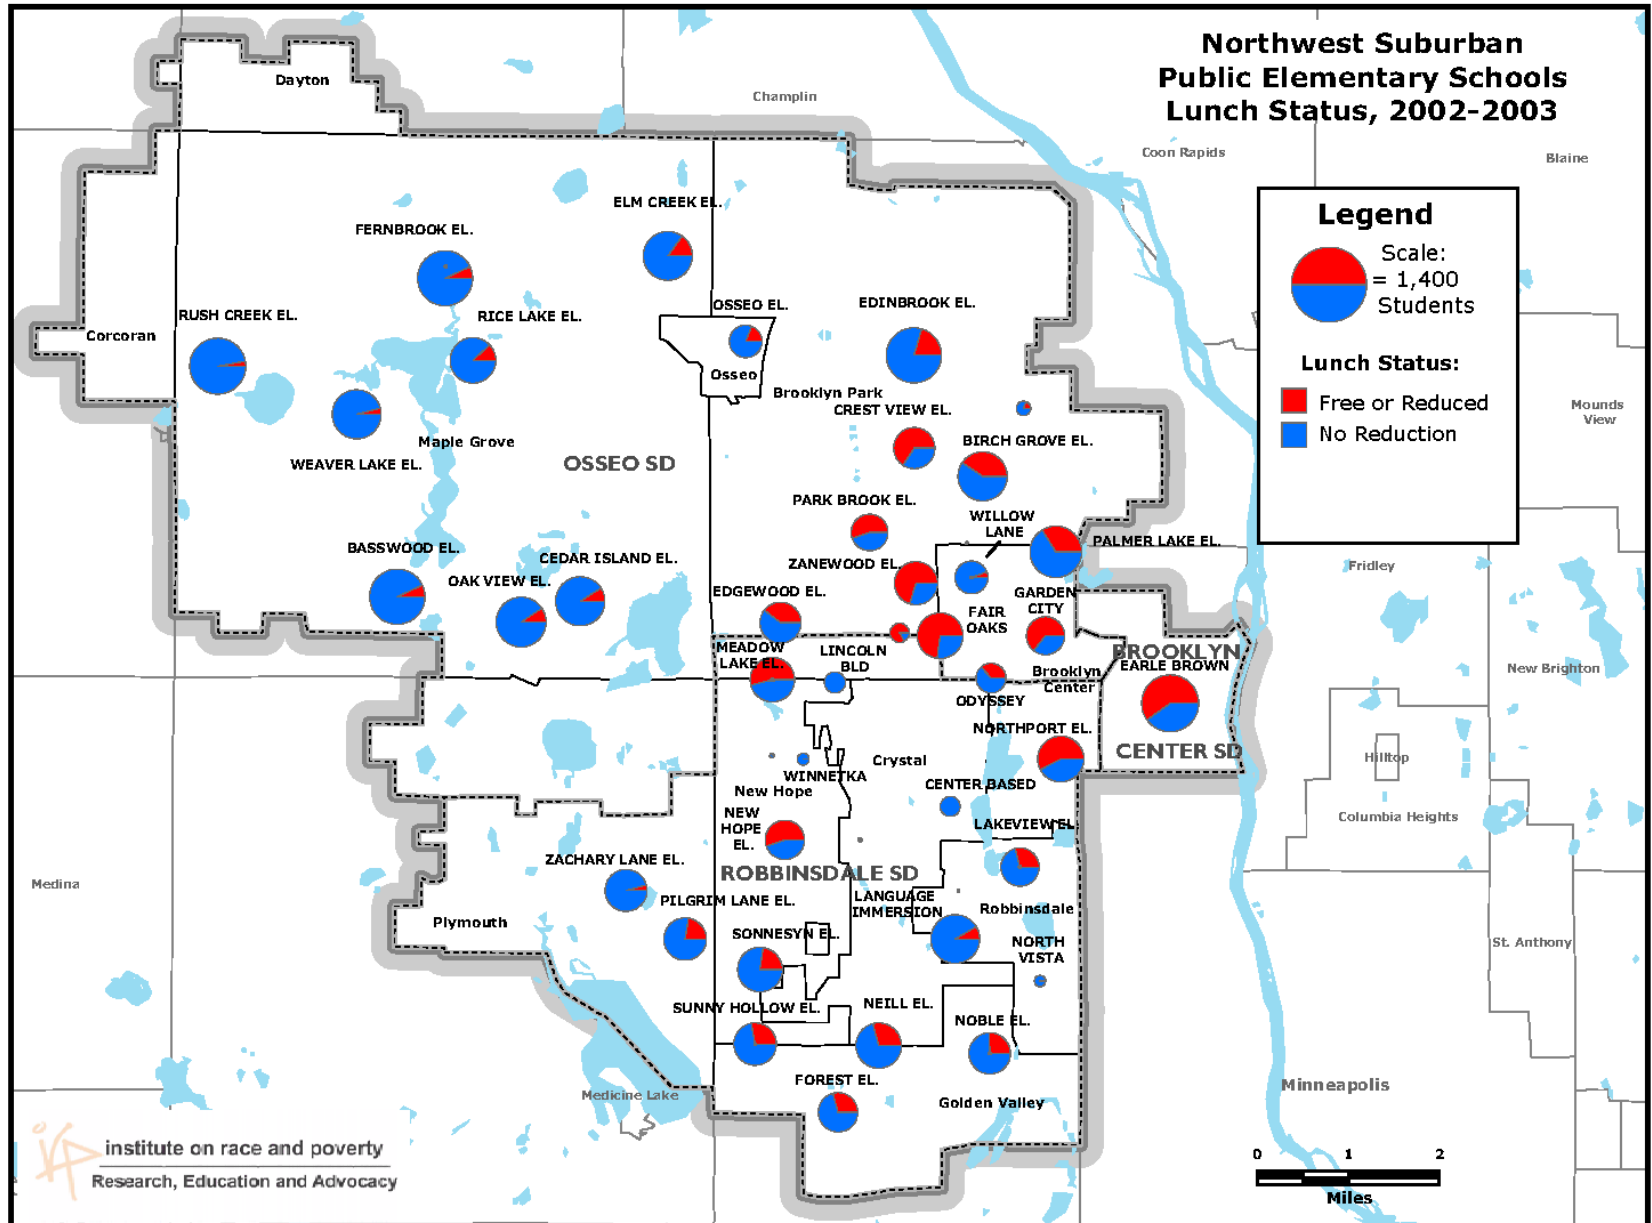 Northwest Suburban
Public Elementary Schools
Lunch Status, 2002-2003
Dayton
Champlin
Coon Rapids
Blaine
Legend
Scale:
= 1,400
Students
Lunch Status:
Free or Reduced
No Reduction
ELM CREEK EL.
FERNBROOK EL.
RUSH CREEK EL.
RICE LAKE EL.
OSSEO EL.
EDINBROOK EL.
Corcoran
Osseo
Brooklyn Park
CREST VIEW EL.
Mounds
View
Maple Grove
BIRCH GROVE EL.
WEAVER LAKE EL.
OSSEO SD
PARK BROOK EL.
WILLOW
LANE
PALMER LAKE EL.
BASSWOOD EL.
CEDAR ISLAND EL.
ZANEWOOD EL.
Fridley
OAK VIEW EL.
EDGEWOOD EL.
GARDEN
CITY
FAIR
OAKS
MEADOW
LAKE EL.
LINCOLN
BLD
BROOKLYN
EARLE BROWN
New Brighton
Brooklyn
Center
ODYSSEY
NORTHPORT EL.
CENTER SD
Crystal
Hilltop
WINNETKA
New Hope
CENTER BASED
NEW
HOPE
EL.
LAKEVIEW EL.
Columbia Heights
ZACHARY LANE EL.
ROBBINSDALE SD
Medina
PILGRIM LANE EL.
LANGUAGE
IMMERSION
Robbinsdale
Plymouth
SONNESYN EL.
NORTH
VISTA
St. Anthony
SUNNY HOLLOW EL.
NEILL EL.
NOBLE EL.
FOREST EL.
Minneapolis
Medicine Lake
Golden Valley
institute on race and poverty
Research, Education and Advocacy
0 1 2
Miles